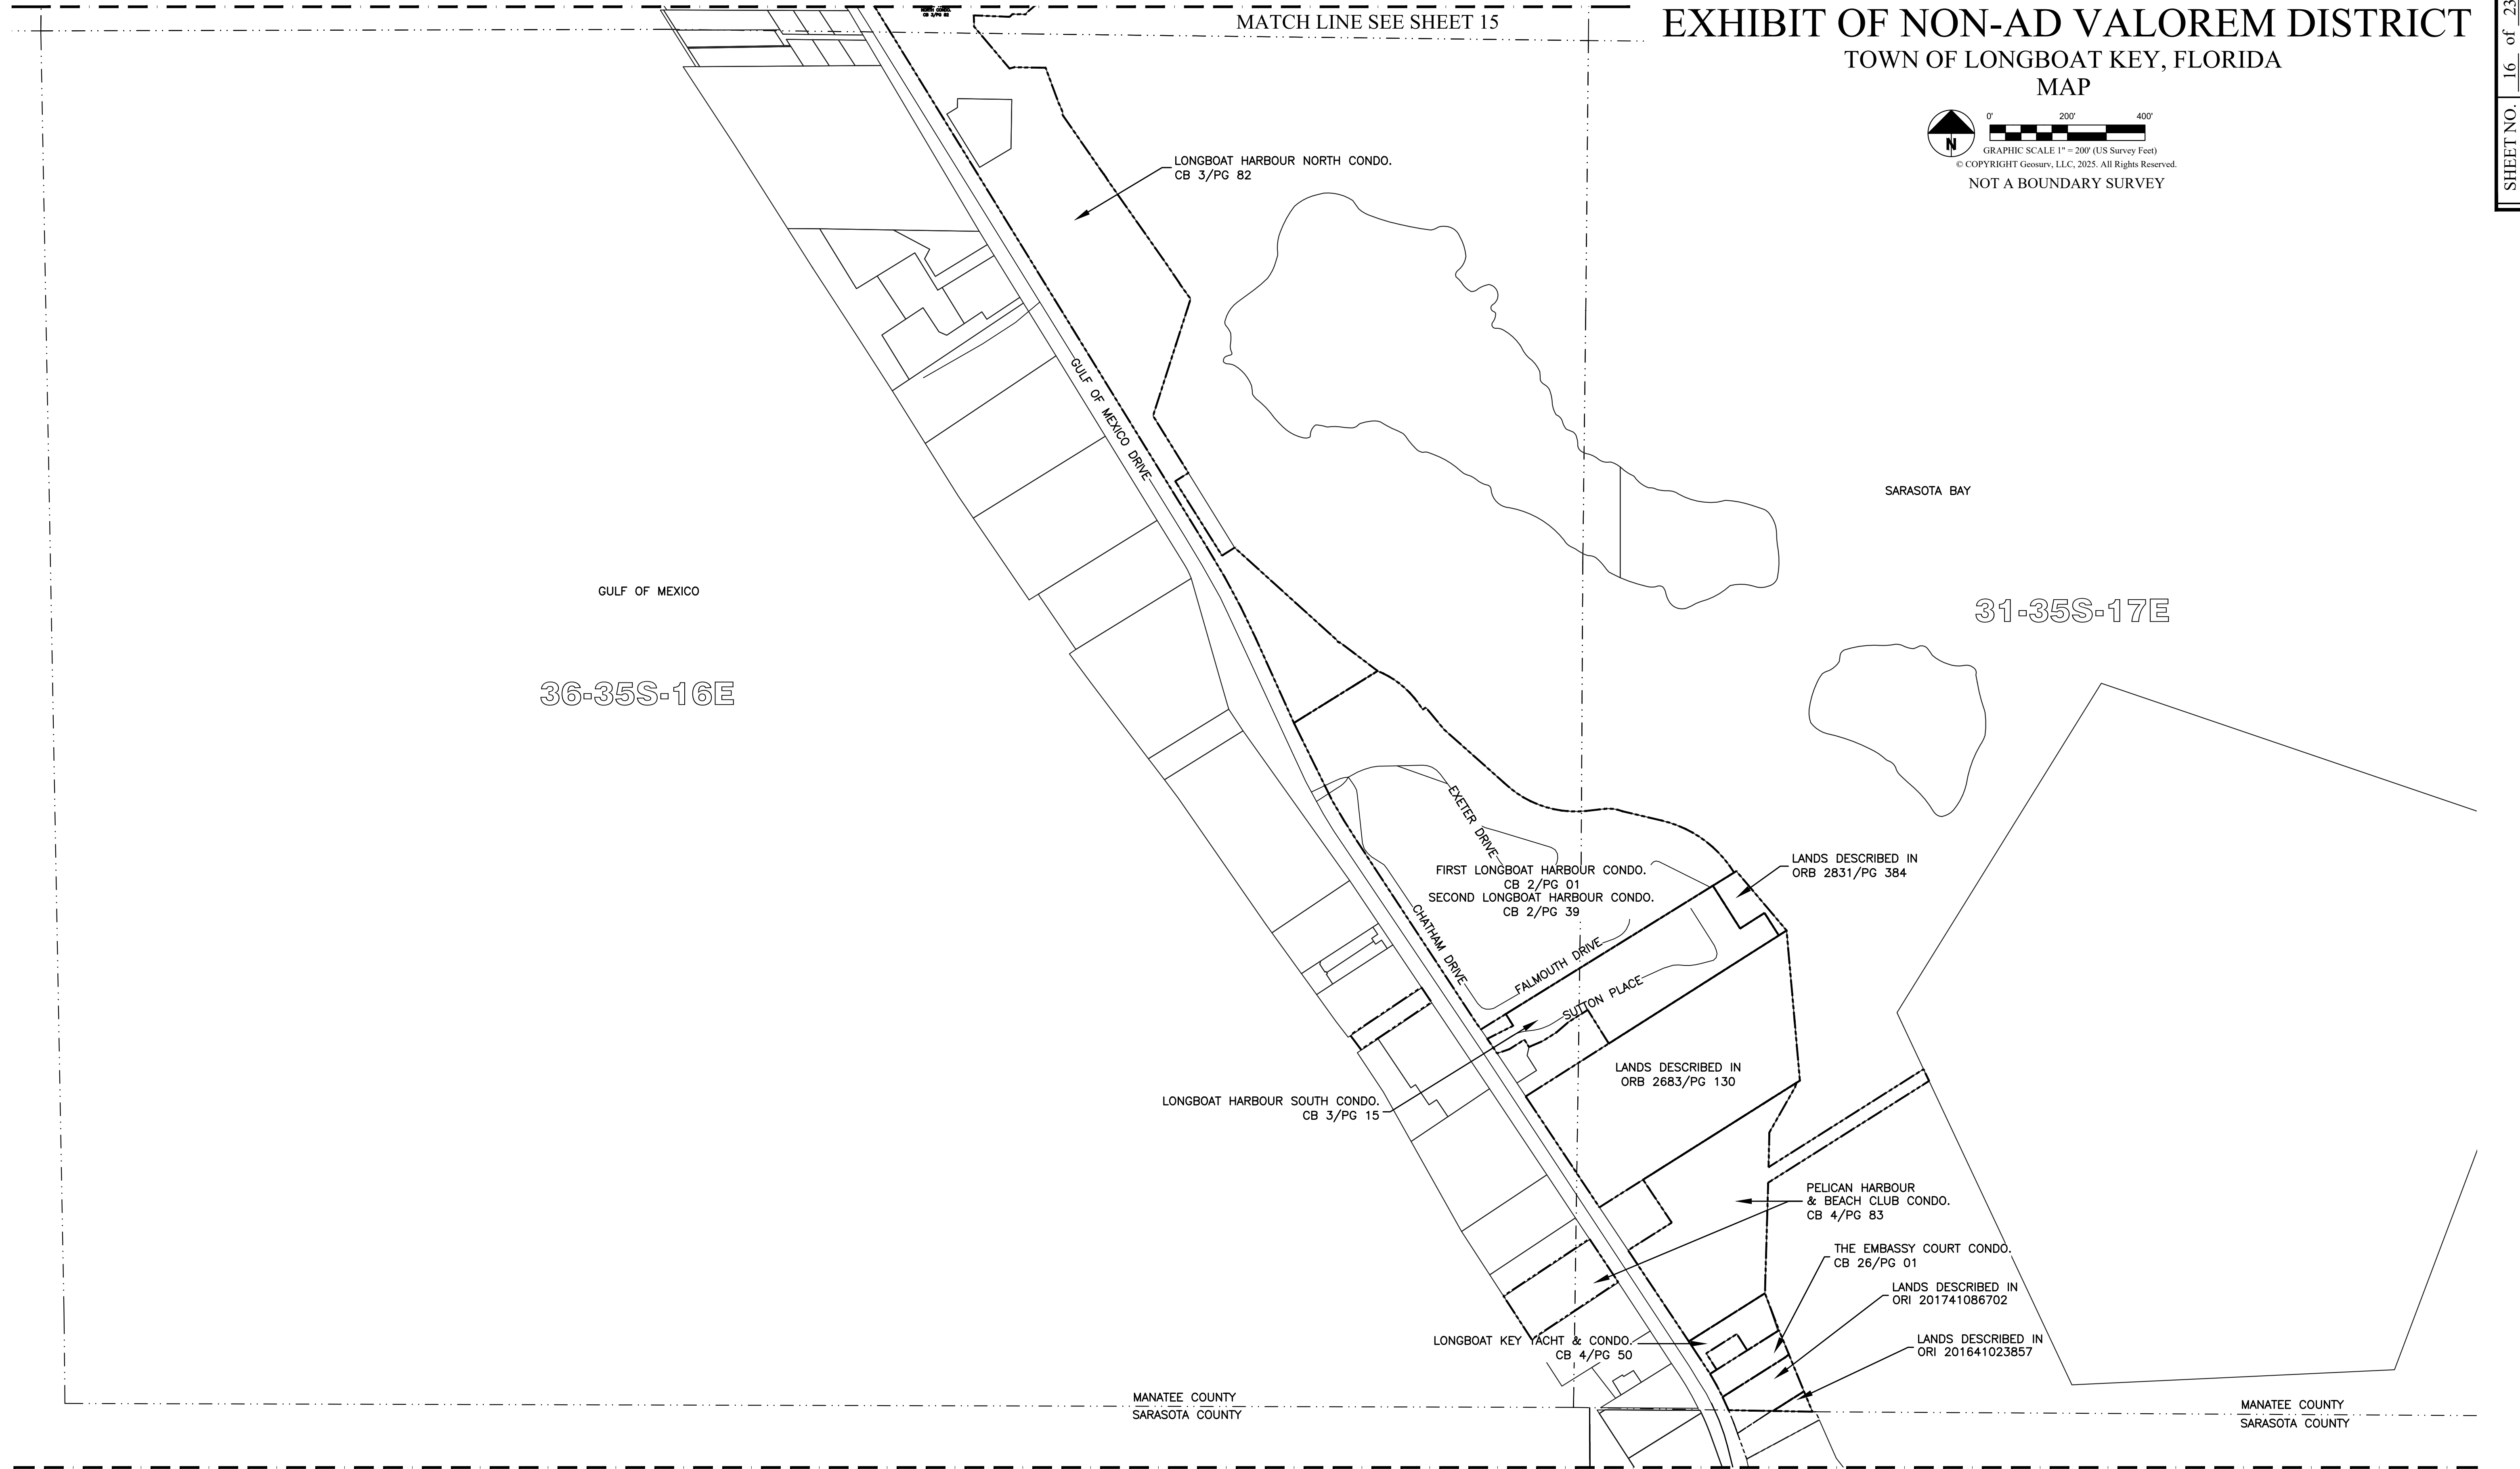 NORTH CONDO.
CB 3/PG 82
MATCH LINE SEE SHEET 15
EXHIBIT OF NON-AD VALOREM DISTRICT
TOWN OF LONGBOAT KEY, FLORIDA
MAP
0' 200' 400'
N
GRAPHIC SCALE 1" = 200' (US Survey Feet)
© COPYRIGHT Geosurv, LLC, 2025. All Rights Reserved.
NOT A BOUNDARY SURVEY
SHEET NO. 16 of 23
LONGBOAT HARBOUR NORTH CONDO.
CB 3/PG 82
GULF OF MEXICO DRIVE
SARASOTA BAY
GULF OF MEXICO
31-35S-17E
36-35S-16E
EXETER DRIVE
FIRST LONGBOAT HARBOUR CONDO.
CB 2/PG 01
SECOND LONGBOAT HARBOUR CONDO.
CB 2/PG 39
LANDS DESCRIBED IN
ORB 2831/PG 384
CHATHAM DRIVE
FALMOUTH DRIVE
SUTTON PLACE
LANDS DESCRIBED IN
ORB 2683/PG 130
LONGBOAT HARBOUR SOUTH CONDO.
CB 3/PG 15
PELICAN HARBOUR
& BEACH CLUB CONDO.
CB 4/PG 83
THE EMBASSY COURT CONDO.
CB 26/PG 01
LANDS DESCRIBED IN
ORI 201741086702
LONGBOAT KEY YACHT & CONDO.
CB 4/PG 50
LANDS DESCRIBED IN
ORI 201641023857
MANATEE COUNTY
SARASOTA COUNTY
MANATEE COUNTY
SARASOTA COUNTY